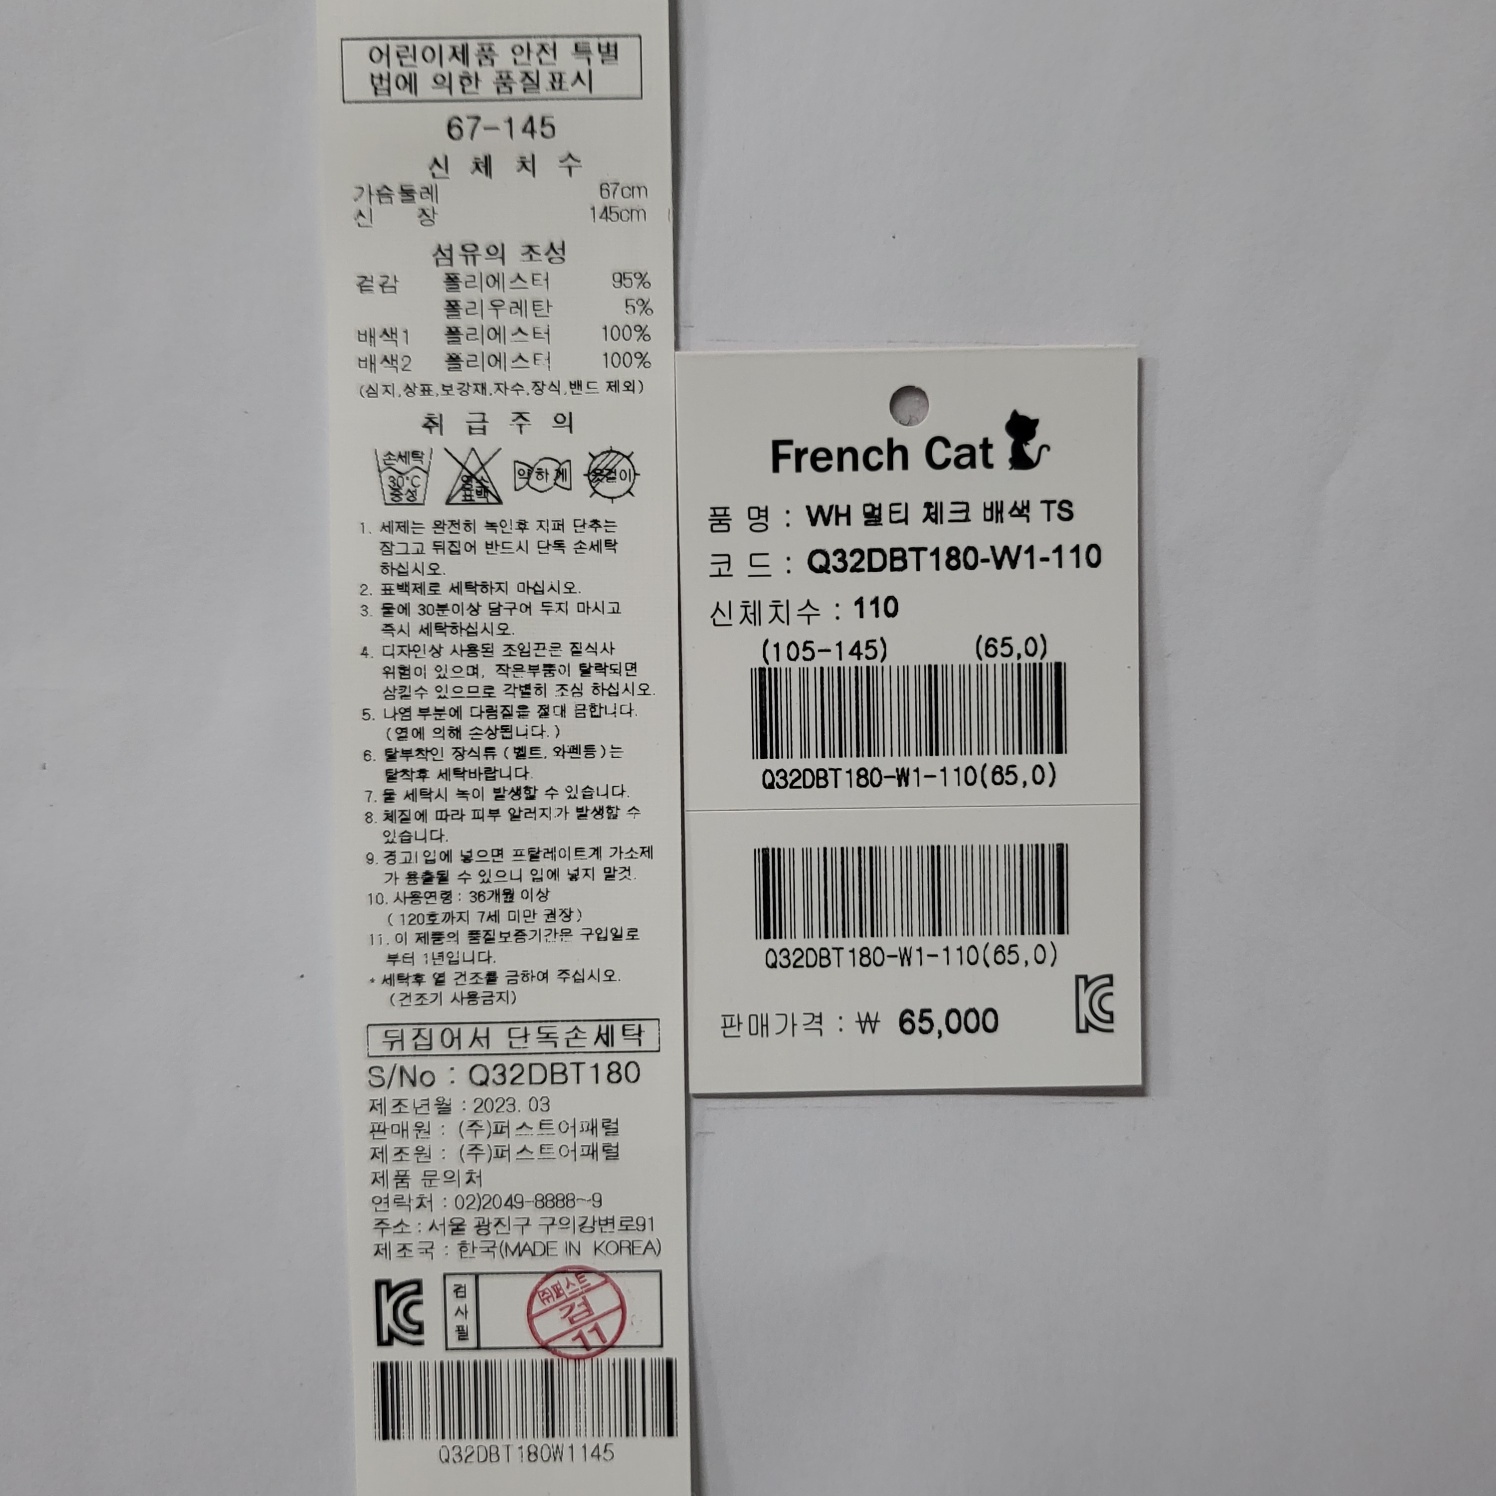 어린이제품 안전 특별
법에 의한 품질표시
67-145
신 체 치 수
가슴둘레 67cm
신 장 145cm
섬유의 조성
겉감 폴리에스터 95%
폴리우레탄 5%
배색1 폴리에스터 100%
배색2 폴리에스터 100%
(심지,상표,보강재,자수,장식,밴드 제외)
취 급 주 의
손세탁 30°C 중성
염소 표백
약하게
옷걸이
1. 세제는 완전히 녹인후 지퍼 단추는
잠그고 뒤집어 반드시 단독 손세탁
하십시오.
2. 표백제로 세탁하지 마십시오.
3. 물에 30분이상 담구어 두지 마시고
즉시 세탁하십시오.
4. 디자인상 사용된 조임끈은 질식사
위험이 있으며, 작은부품이 탈락되면
삼킬수 있으므로 각별히 조심 하십시오.
5. 나염 부분에 다림질을 절대 금합니다.
(열에 의해 손상됩니다.)
6. 탈부착인 장식류 (벨트, 와펜등)는
탈착후 세탁바랍니다.
7. 물 세탁시 녹이 발생할 수 있습니다.
8. 체질에 따라 피부 알러지가 발생할 수
있습니다.
9. 경고! 입에 넣으면 프탈레이트계 가소제
가 용출될 수 있으니 입에 넣지 말것.
10. 사용연령 : 36개월 이상
( 120호까지 7세 미만 권장 )
11. 이 제품의 품질보증기간은 구입일로
부터 1년입니다.
* 세탁후 열 건조를 금하여 주십시오.
(건조기 사용금지)
뒤집어서 단독손세탁
S/No : Q32DBT180
제조년월 : 2023. 03
판매원 : (주)퍼스트어패럴
제조원 : (주)퍼스트어패럴
제품 문의처
연락처 : 02)2049-8888~9
주소 : 서울 광진구 구의강변로91
제조국 : 한국(MADE IN KOREA)
KC
검사필
㈜퍼스트
검
11
Q32DBT180W1145
French Cat
품 명 : WH 멀티 체크 배색 TS
코 드 : Q32DBT180-W1-110
신체치수 : 110
(105-145) (65,0)
Q32DBT180-W1-110(65,0)
Q32DBT180-W1-110(65,0)
KC
판매가격 : ₩ 65,000